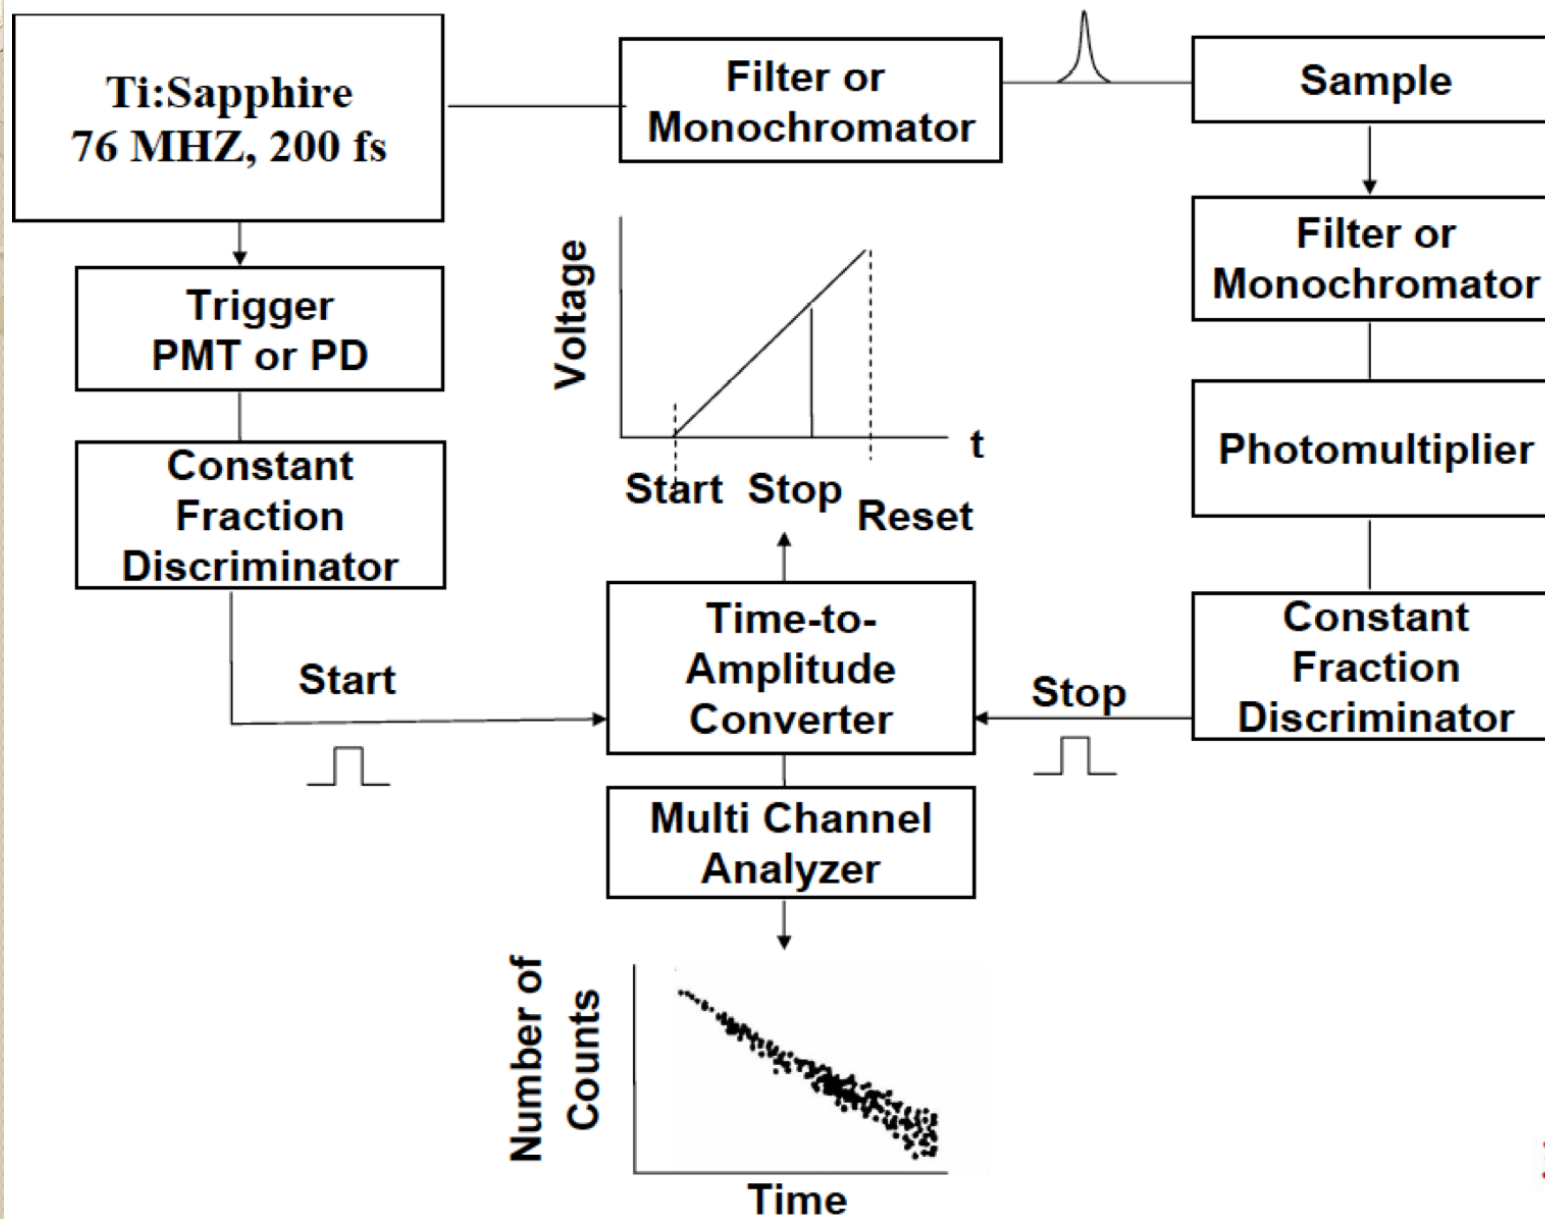 Ti:Sapphire
76 MHZ, 200 fs
Filter or
Monochromator
Sample
Filter or
Monochromator
Trigger
PMT or PD
Voltage
t
Start Stop
Reset
Photomultiplier
Constant
Fraction
Discriminator
Time-to-
Amplitude
Converter
Constant
Fraction
Discriminator
Start
Stop
Multi Channel
Analyzer
Number of
Counts
Time